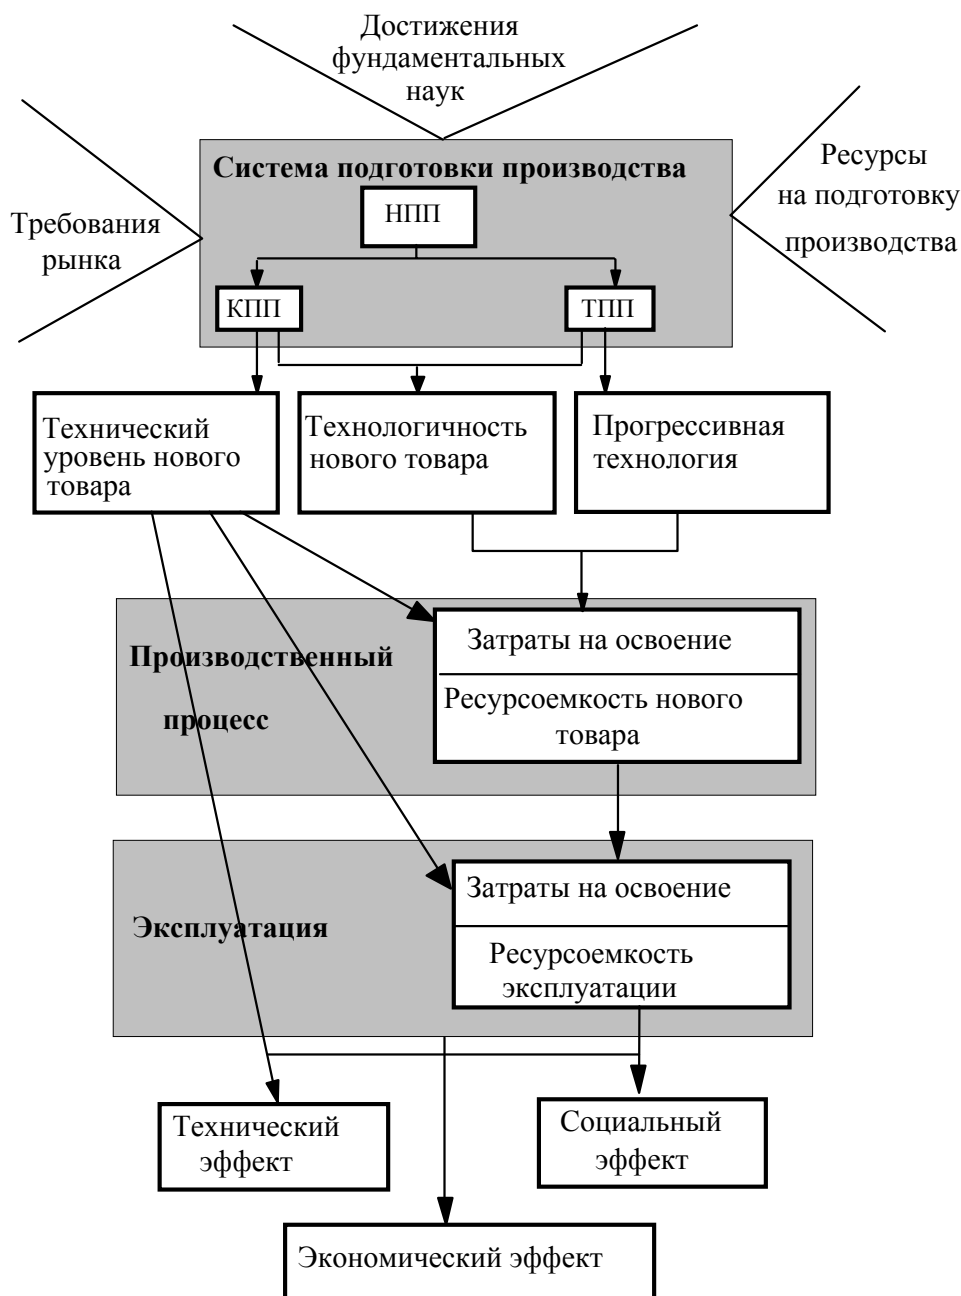 Достижения
фундаментальных
наук
Система подготовки производства
Ресурсы
на подготовку
производства
Требования
рынка
НПП
КПП
ТПП
Технический
уровень нового
товара
Технологичность
нового товара
Прогрессивная
технология
Производственный
процесс
Затраты на освоение
Ресурсоемкость нового
товара
Эксплуатация
Затраты на освоение
Ресурсоемкость
эксплуатации
Технический
эффект
Социальный
эффект
Экономический эффект